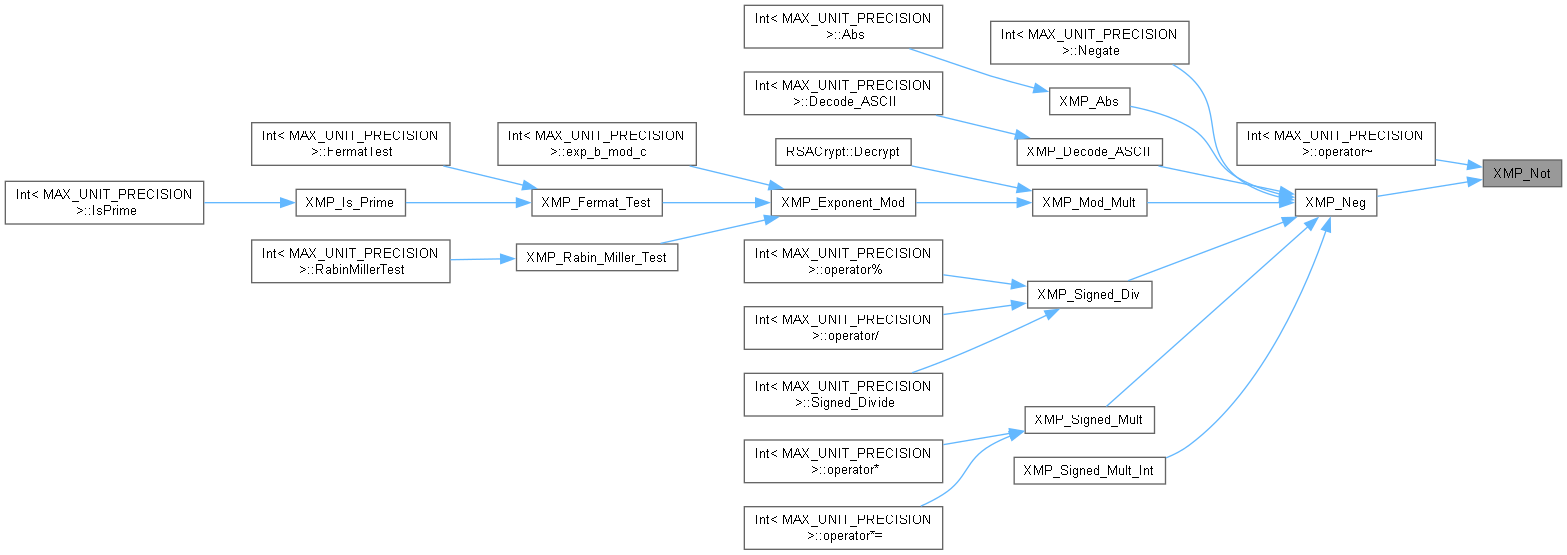 Int< MAX_UNIT_PRECISION
>::Abs
Int< MAX_UNIT_PRECISION
>::Negate
Int< MAX_UNIT_PRECISION
>::Decode_ASCII
XMP_Abs
Int< MAX_UNIT_PRECISION
>::FermatTest
Int< MAX_UNIT_PRECISION
>::exp_b_mod_c
RSACrypt::Decrypt
XMP_Decode_ASCII
Int< MAX_UNIT_PRECISION
>::operator~
XMP_Not
Int< MAX_UNIT_PRECISION
>::IsPrime
XMP_Is_Prime
XMP_Fermat_Test
XMP_Exponent_Mod
XMP_Mod_Mult
XMP_Neg
Int< MAX_UNIT_PRECISION
>::RabinMillerTest
XMP_Rabin_Miller_Test
Int< MAX_UNIT_PRECISION
>::operator%
XMP_Signed_Div
Int< MAX_UNIT_PRECISION
>::operator/
Int< MAX_UNIT_PRECISION
>::Signed_Divide
XMP_Signed_Mult
Int< MAX_UNIT_PRECISION
>::operator*
XMP_Signed_Mult_Int
Int< MAX_UNIT_PRECISION
>::operator*=